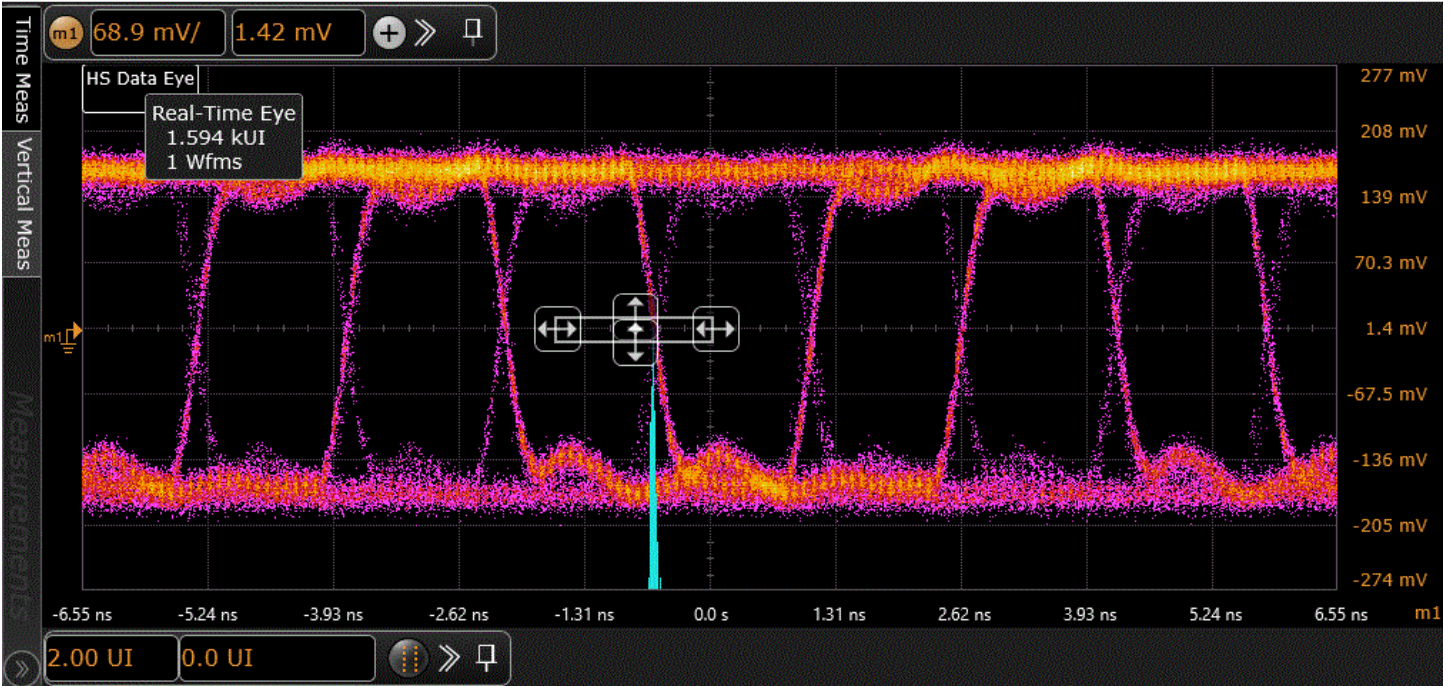 Time Meas
Vertical Meas
Measurements
m1
68.9 mV/
1.42 mV
HS Data Eye
Real-Time Eye
1.594 kUI
1 Wfms
277 mV
208 mV
139 mV
70.3 mV
1.4 mV
-67.5 mV
-136 mV
-205 mV
-274 mV
m1
-6.55 ns -5.24 ns -3.93 ns -2.62 ns -1.31 ns 0.0 s 1.31 ns 2.62 ns 3.93 ns 5.24 ns 6.55 ns m1
2.00 UI
0.0 UI